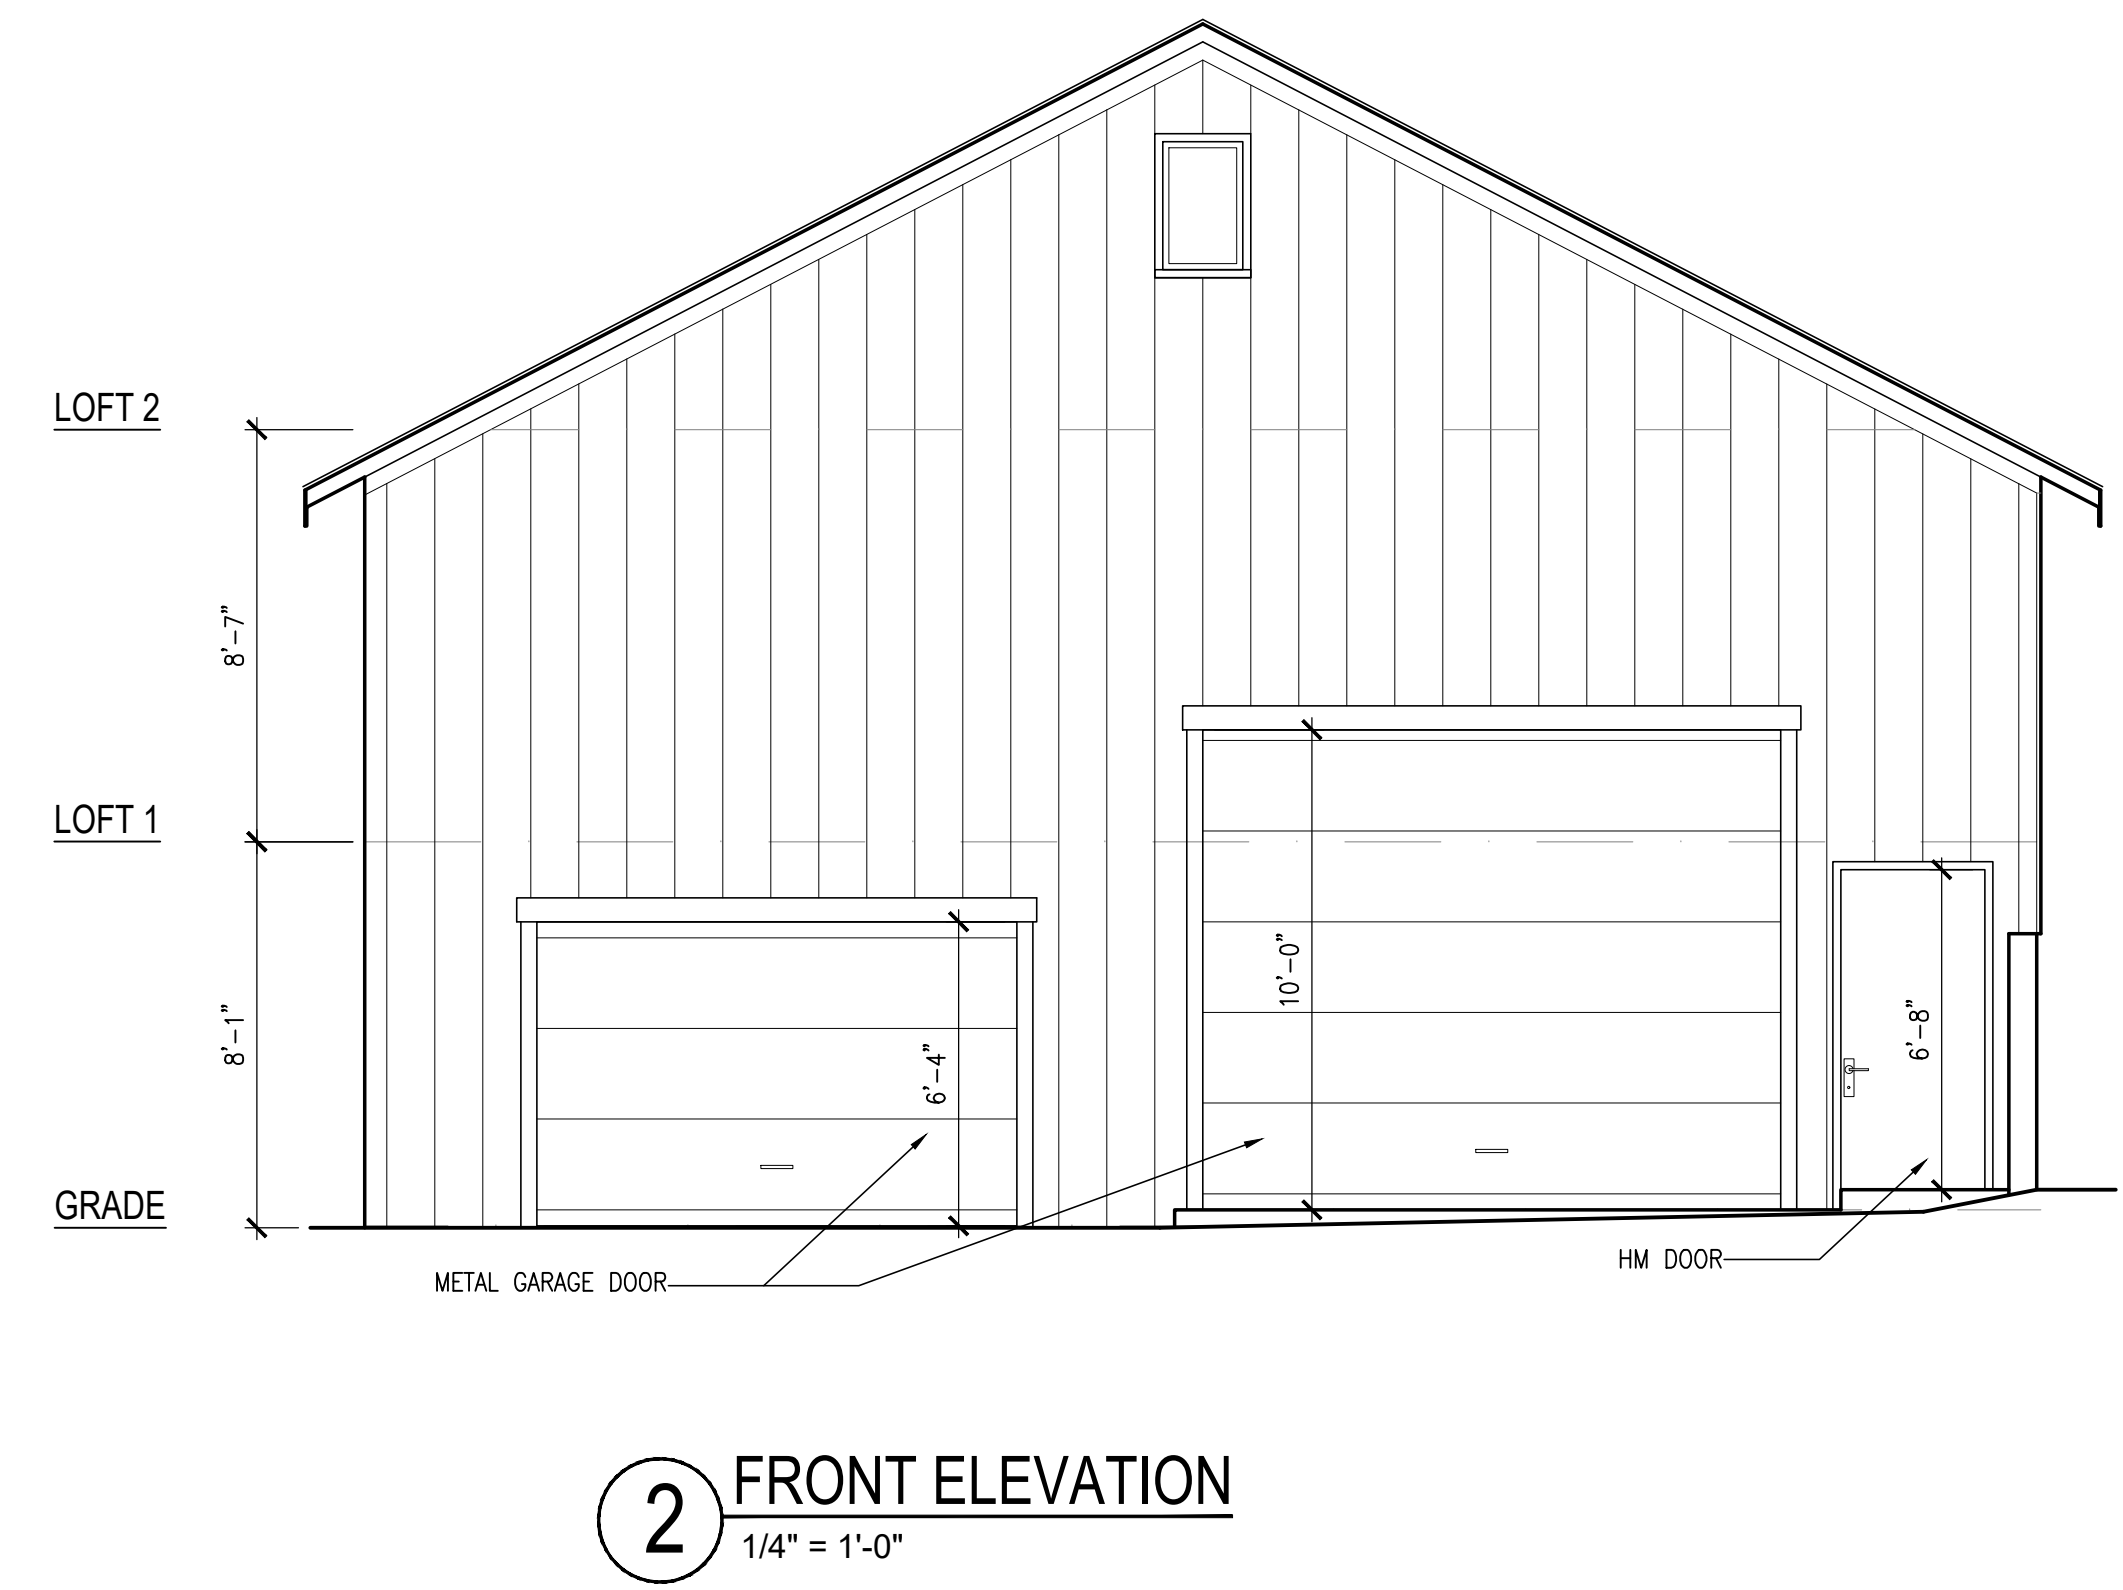 LOFT 2
8'-7"
LOFT 1
8'-1"
10'-0"
6'-8"
6'-4"
GRADE
HM DOOR
METAL GARAGE DOOR
2 FRONT ELEVATION
1/4" = 1'-0"